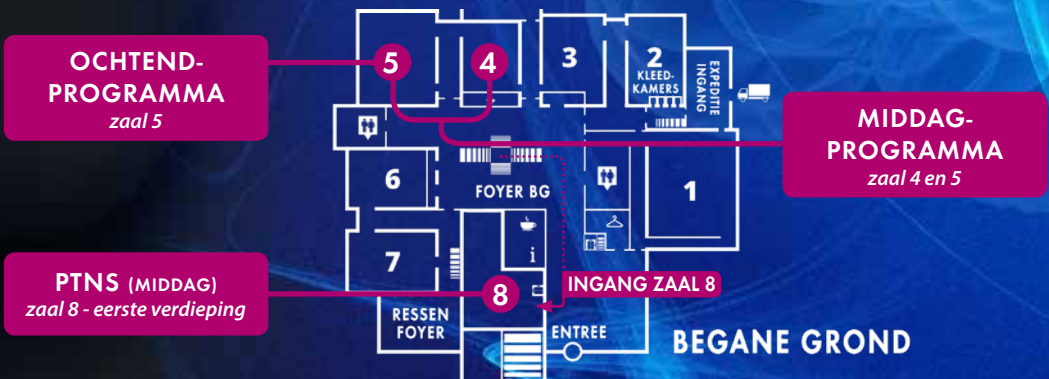 OCHTEND-
PROGRAMMA
zaal 5
5
4
3
2
KLEED-
KAMERS
EXPEDITIE
INGANG
MIDDAG-
PROGRAMMA
zaal 4 en 5
6
FOYER BG
1
7
i
PTNS (MIDDAG)
zaal 8 - eerste verdieping
8
INGANG ZAAL 8
RESSEN
FOYER
ENTREE
BEGANE GROND